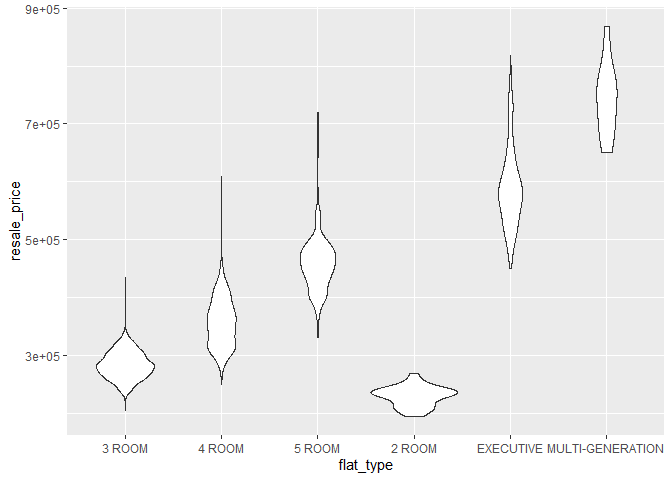 9e+05
7e+05
5e+05
3e+05
resale_price
3 ROOM
4 ROOM
5 ROOM
2 ROOM
EXECUTIVE
MULTI-GENERATION
flat_type